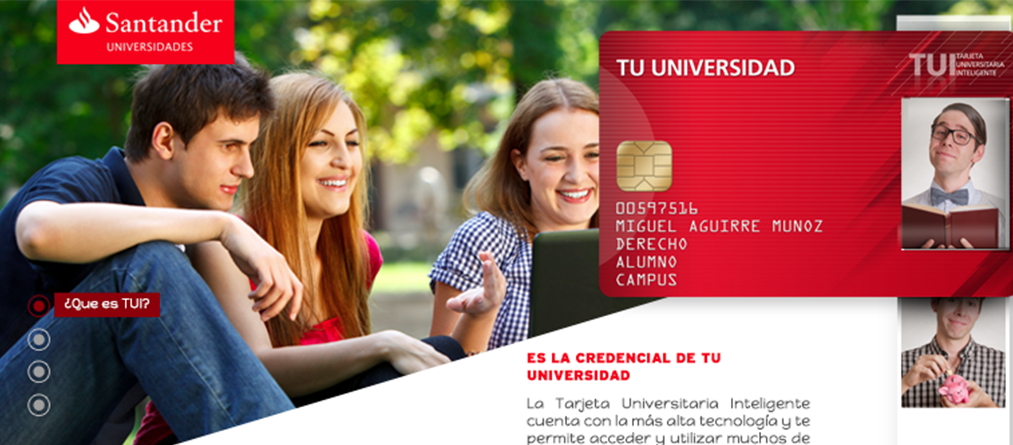 Santander
UNIVERSIDADES
TU UNIVERSIDAD
TUI TARJETA
UNIVERSITARIA
INTELIGENTE
00597516
MIGUEL AGUIRRE MUNOZ
DERECHO
ALUMNO
CAMPUS
¿Que es TUI?
ES LA CREDENCIAL DE TU
UNIVERSIDAD
La Tarjeta Universitaria Inteligente
cuenta con la más alta tecnología y te
permite acceder y utilizar muchos de